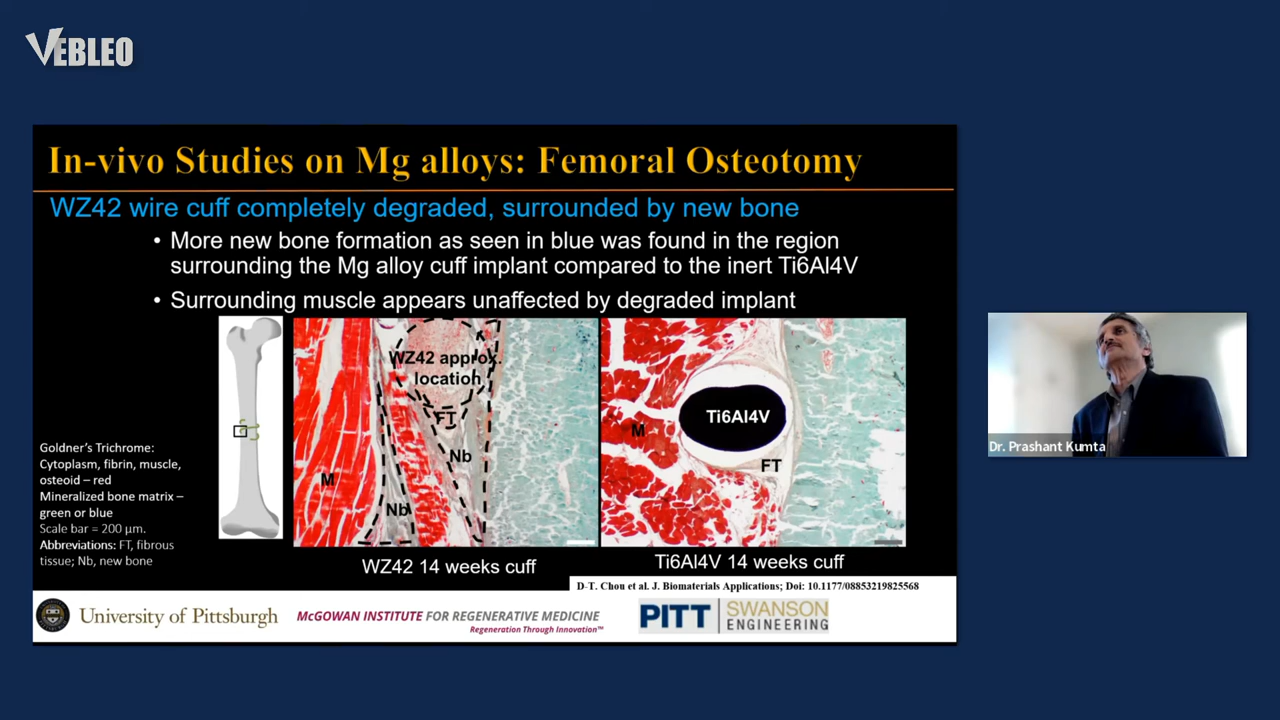 VEBLEO
In-vivo Studies on Mg alloys: Femoral Osteotomy
WZ42 wire cuff completely degraded, surrounded by new bone
• More new bone formation as seen in blue was found in the region
surrounding the Mg alloy cuff implant compared to the inert Ti6Al4V
• Surrounding muscle appears unaffected by degraded implant
Goldner's Trichrome:
Cytoplasm, fibrin, muscle,
osteoid – red
Mineralized bone matrix –
green or blue
Scale bar = 200 µm.
Abbreviations: FT, fibrous
tissue; Nb, new bone
WZ42 approx.
location
FT
Nb
M
Nb
WZ42 14 weeks cuff
Ti6Al4V
M
FT
Ti6Al4V 14 weeks cuff
D-T. Chou et al. J. Biomaterials Applications; Doi: 10.1177/08853219825568
University of Pittsburgh
McGOWAN INSTITUTE FOR REGENERATIVE MEDICINE
Regeneration Through Innovation™
PITT
SWANSON
ENGINEERING
Dr. Prashant Kumta